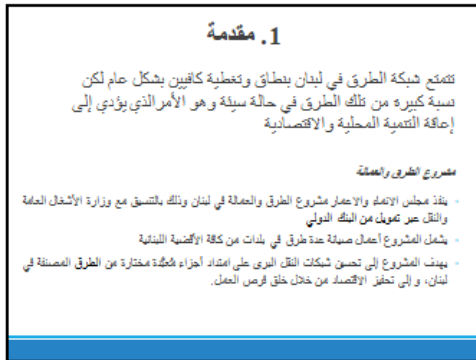 1. مقدمة
تتمتع شبكة الطرق في لبنان بنطاق وتغطية كافيين بشكل عام لكن
نسبة كبيرة من تلك الطرق في حالة سيئة وهو الأمر الذي يؤدي إلى
إعاقة التنمية المحلية والاقتصادية
مشروع الطرق والعمالة
- ينفذ مجلس الانماء والاعمار مشروع الطرق والعمالة في لبنان وذلك بالتنسيق مع وزارة الأشغال العامة
والنقل عبر تمويل من البنك الدولي
- يشمل المشروع أعمال صيانة عدة طرق في بلدات من كافة الأقضية اللبنانية
- يهدف المشروع إلى تحسن شبكات النقل البرى على امتداد أجزاء مُعبَّدة مختارة من الطرق المصنفة في
لبنان، و إلى تحفيز الاقتصاد من خلال خلق فرص العمل.